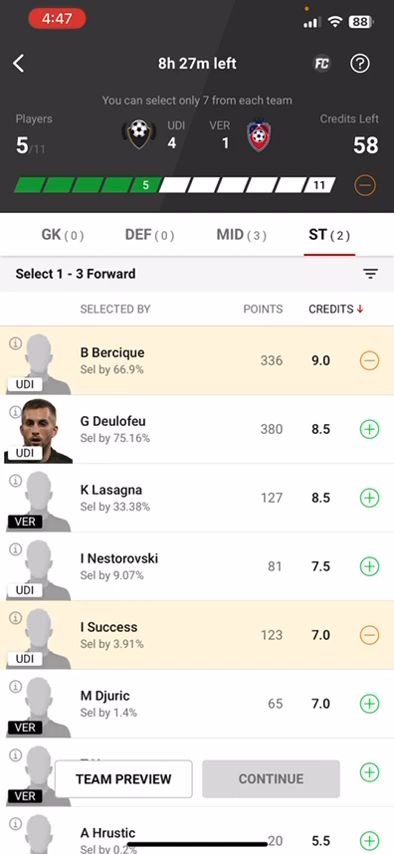 4:47
88
8h 27m left
FC
?
You can select only 7 from each team
Players
UDI
VER
Credits Left
5/11
4
1
58
5
11
GK (0)
DEF (0)
MID (3)
ST (2)
Select 1 - 3 Forward
SELECTED BY
POINTS
CREDITS
B Bercique
Sel by 66.9%
336
9.0
UDI
G Deulofeu
Sel by 75.16%
380
8.5
UDI
K Lasagna
Sel by 33.38%
127
8.5
VER
I Nestorovski
Sel by 9.07%
81
7.5
UDI
I Success
Sel by 3.91%
123
7.0
UDI
M Djuric
Sel by 1.4%
65
7.0
VER
VER
TEAM PREVIEW
CONTINUE
A Hrustic
Sel by 0.2%
20
5.5